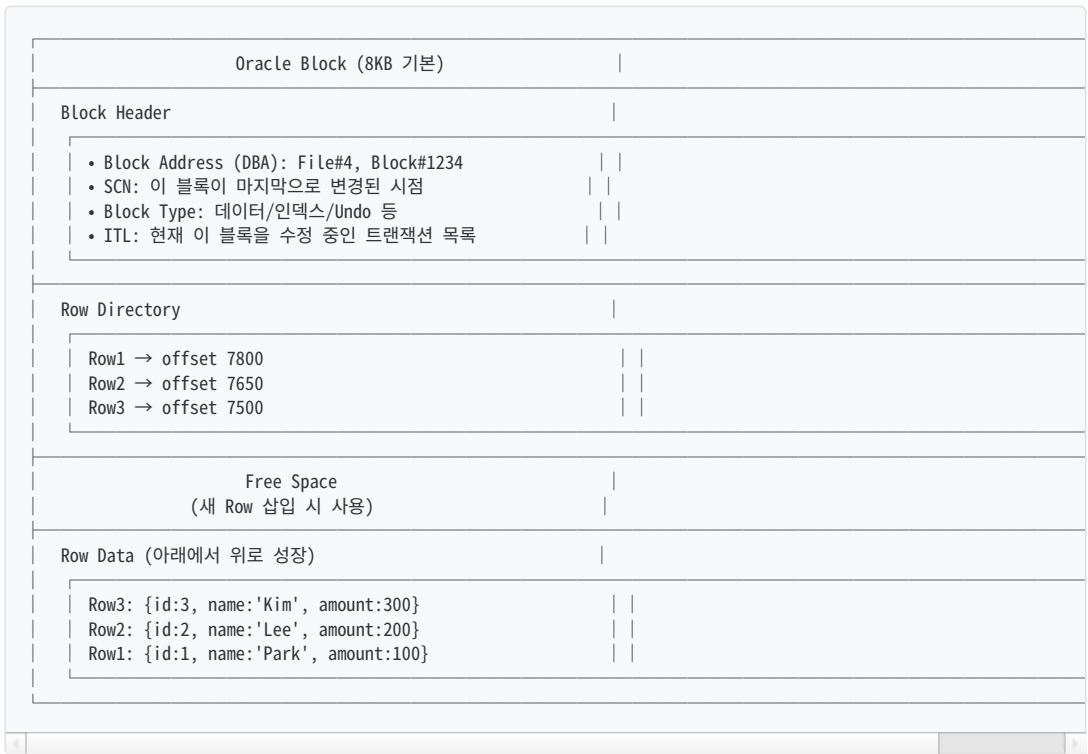 Oracle Block (8KB 기본)
Block Header
• Block Address (DBA): File#4, Block#1234
• SCN: 이 블록이 마지막으로 변경된 시점
• Block Type: 데이터/인덱스/Undo 등
• ITL: 현재 이 블록을 수정 중인 트랜잭션 목록
Row Directory
Row1 → offset 7800
Row2 → offset 7650
Row3 → offset 7500
Free Space
(새 Row 삽입 시 사용)
Row Data (아래에서 위로 성장)
Row3: {id:3, name:'Kim', amount:300}
Row2: {id:2, name:'Lee', amount:200}
Row1: {id:1, name:'Park', amount:100}